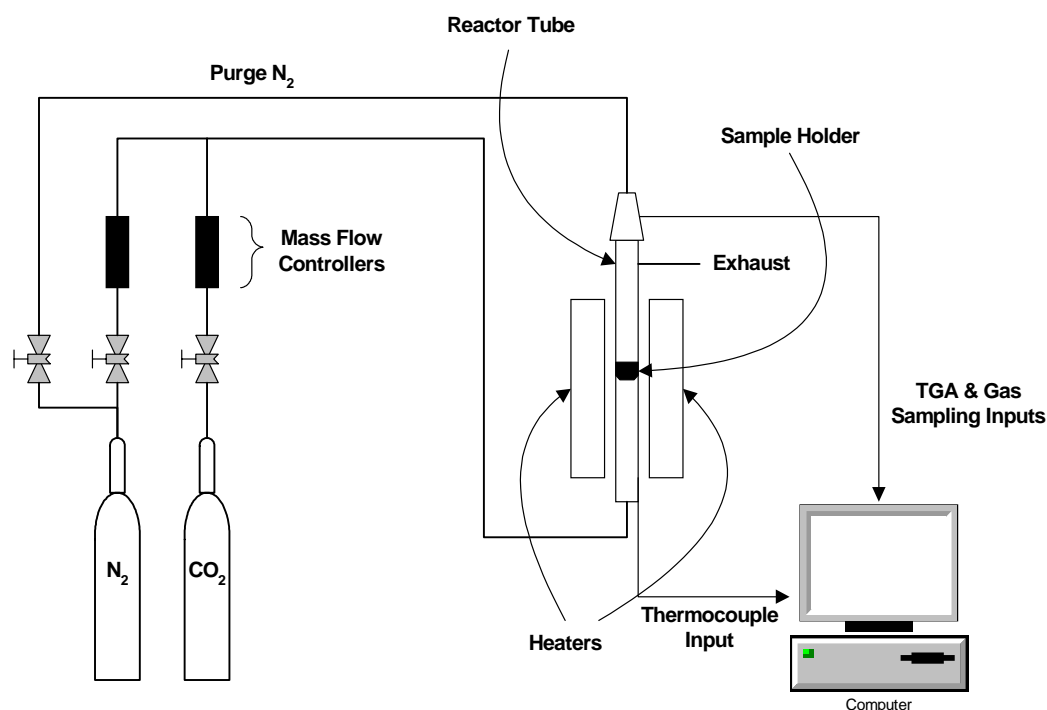 Reactor Tube
Purge N₂
Sample Holder
Mass Flow
Controllers
Exhaust
TGA & Gas
Sampling Inputs
N₂
CO₂
Thermocouple
Input
Heaters
Computer